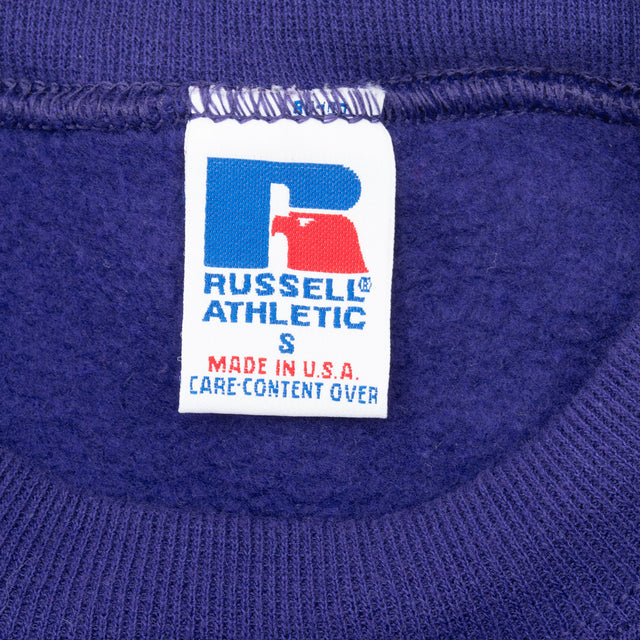 RUSSELL®
ATHLETIC
S
MADE IN U.S.A.
CARE-CONTENT OVER